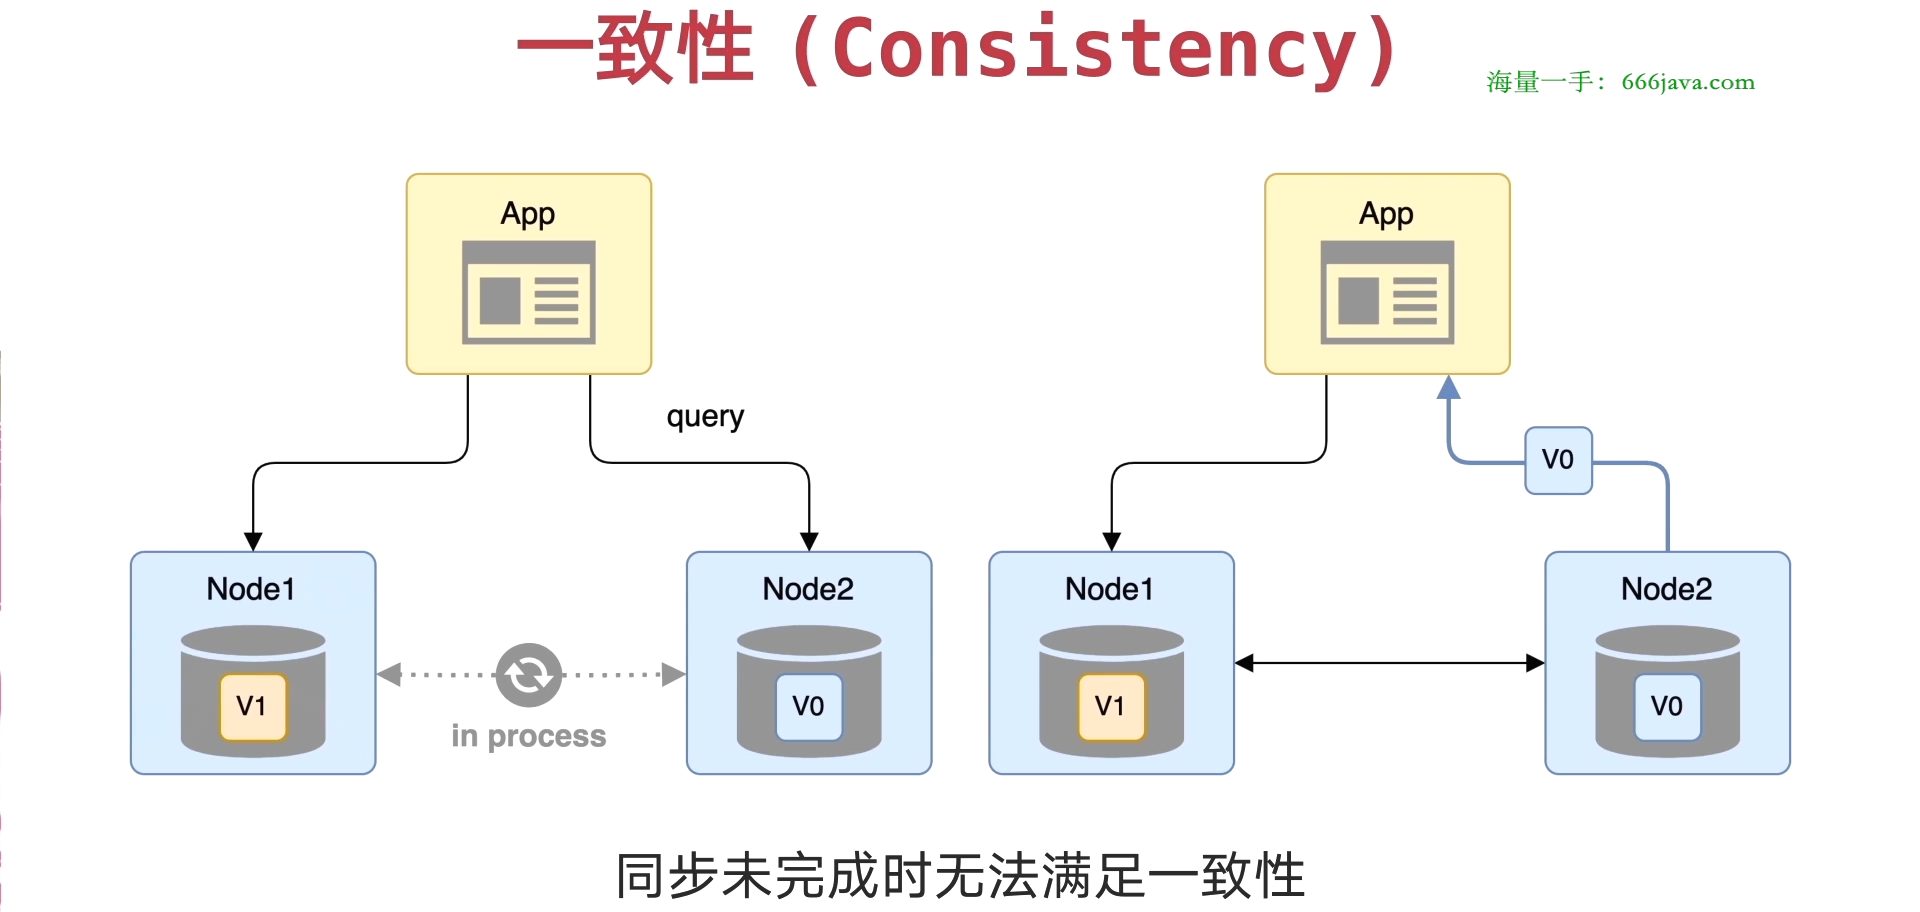 一致性 (Consistency)
海量一手：666java.com
App
App
query
V0
Node1
Node2
Node1
Node2
V1
V0
V1
V0
in process
同步未完成时无法满足一致性